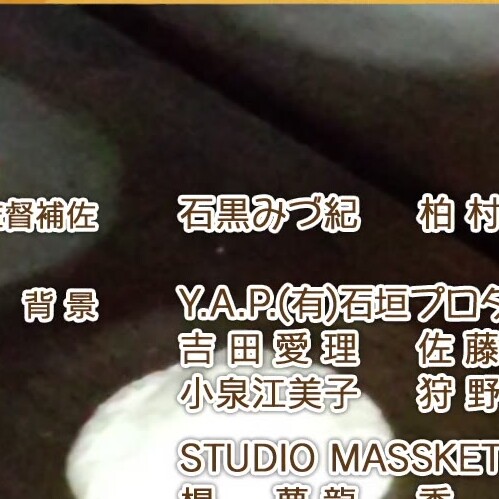 督補佐 石黒みづ紀 柏村
背景 Y.A.P.(有)石垣プロダ
吉田愛理 佐藤
小泉江美子 狩野
STUDIO MASSKET